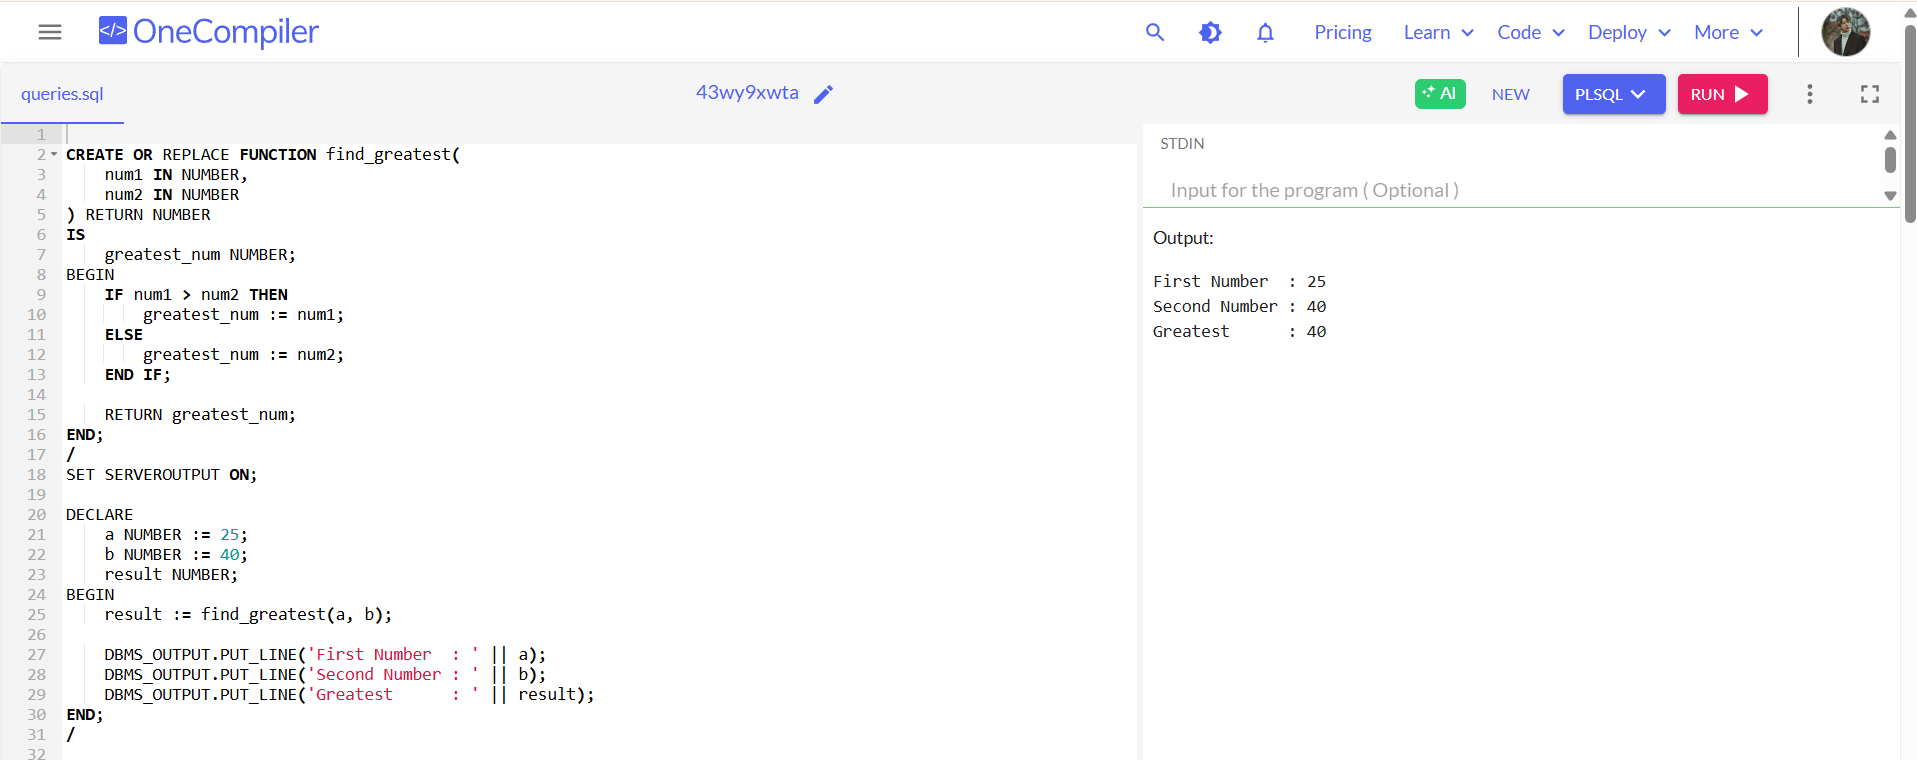 </> OneCompiler
Pricing Learn Code Deploy More
queries.sql
43wy9xwta
AI NEW PLSQL RUN
1
2 CREATE OR REPLACE FUNCTION find_greatest(
3     num1 IN NUMBER,
4     num2 IN NUMBER
5 ) RETURN NUMBER
6 IS
7     greatest_num NUMBER;
8 BEGIN
9     IF num1 > num2 THEN
10         greatest_num := num1;
11     ELSE
12         greatest_num := num2;
13     END IF;
14
15     RETURN greatest_num;
16 END;
17 /
18 SET SERVEROUTPUT ON;
19
20 DECLARE
21     a NUMBER := 25;
22     b NUMBER := 40;
23     result NUMBER;
24 BEGIN
25     result := find_greatest(a, b);
26
27     DBMS_OUTPUT.PUT_LINE('First Number  : ' || a);
28     DBMS_OUTPUT.PUT_LINE('Second Number : ' || b);
29     DBMS_OUTPUT.PUT_LINE('Greatest      : ' || result);
30 END;
31 /
32
STDIN
Input for the program ( Optional )
Output:
First Number  : 25
Second Number : 40
Greatest      : 40